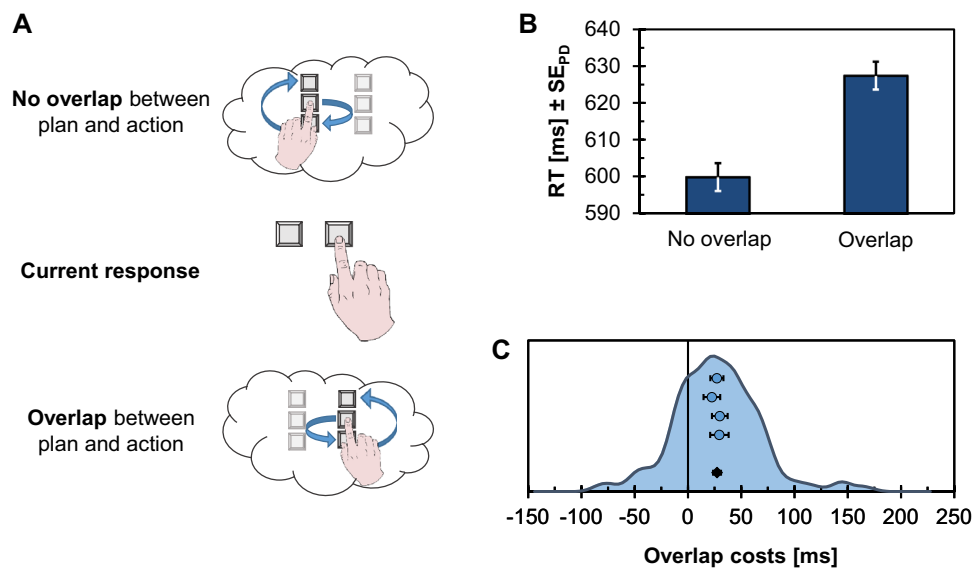 A
No overlap between
plan and action
Current response
Overlap between
plan and action
B
RT [ms] ± SE_PD
640
630
620
610
600
590
No overlap
Overlap
C
-150
-100
-50
0
50
100
150
200
250
Overlap costs [ms]